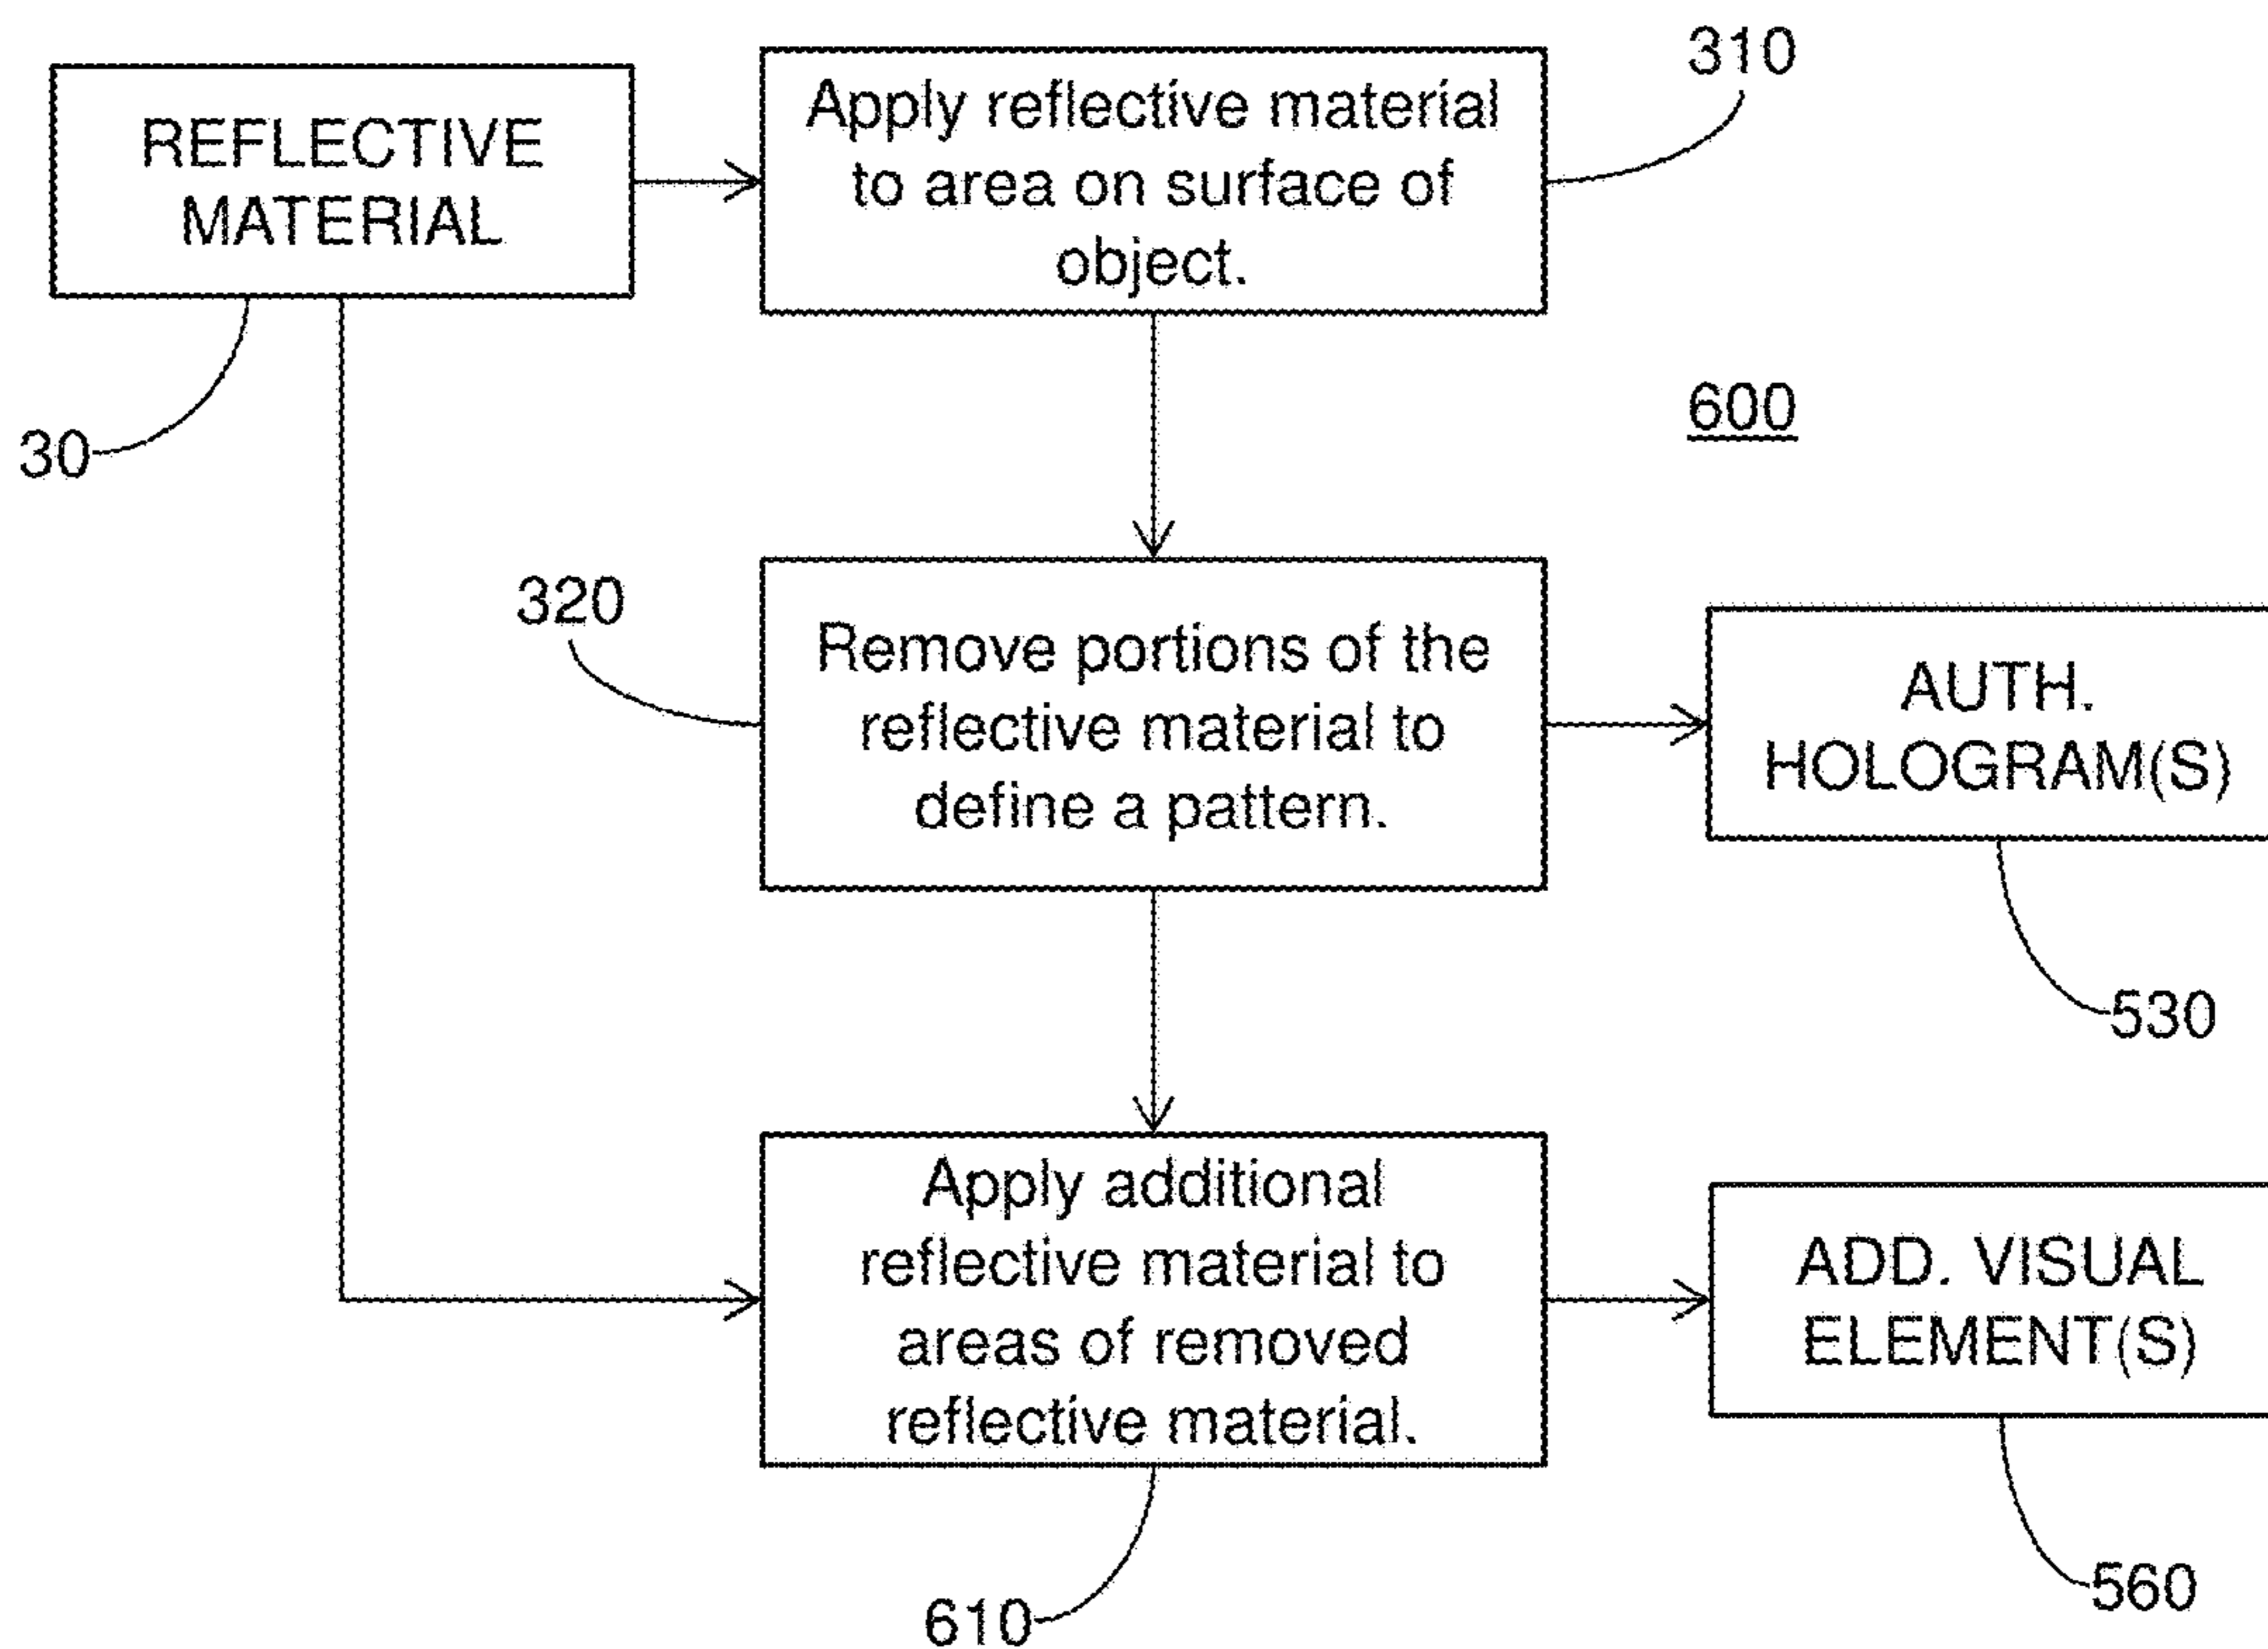 REFLECTIVE
MATERIAL
30
Apply reflective material
to area on surface of
object.
310
600
320
Remove portions of the
reflective material to
define a pattern.
AUTH.
HOLOGRAM(S)
530
Apply additional
reflective material to
areas of removed
reflective material.
610
ADD. VISUAL
ELEMENT(S)
560